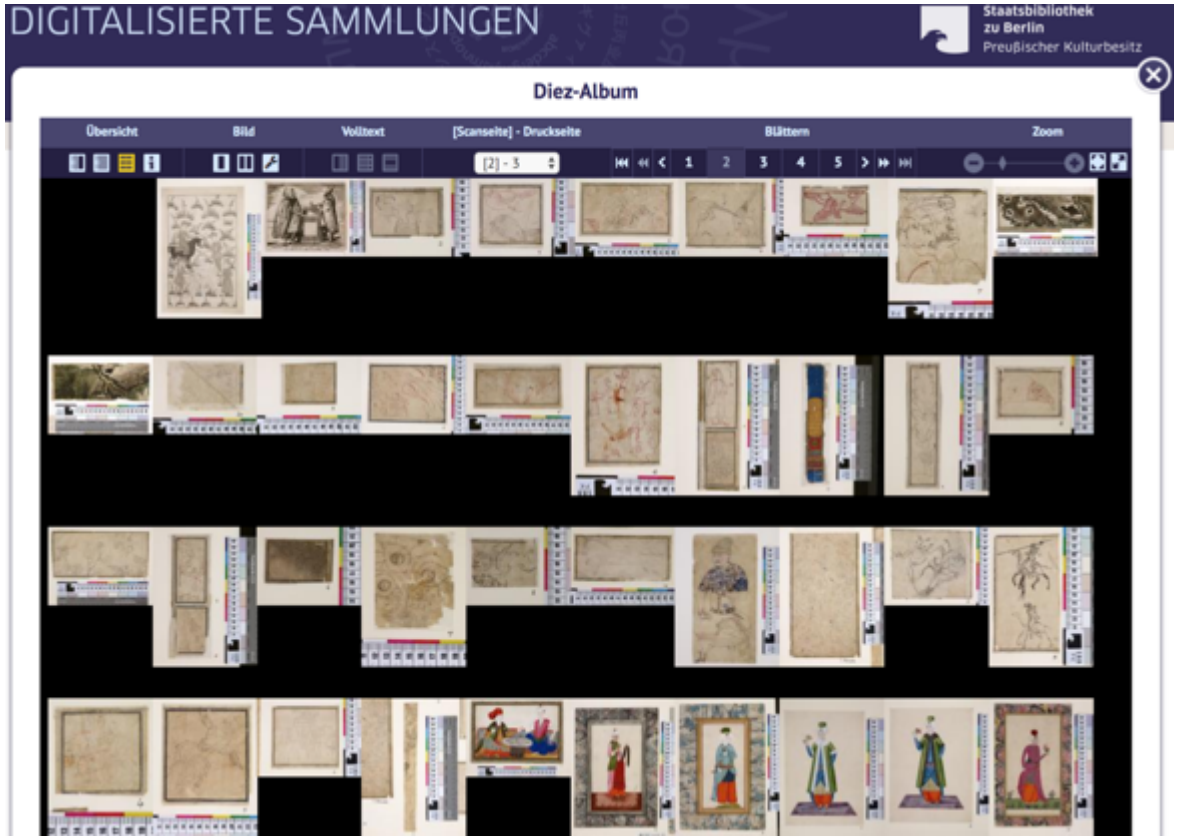 DIGITALISIERTE SAMMLUNGEN
Staatsbibliothek
zu Berlin
Preußischer Kulturbesitz
Diez-Album
Übersicht Bild Volltext [Scanseite] - Druckseite Blättern Zoom
[2] - 3 1 2 3 4 5